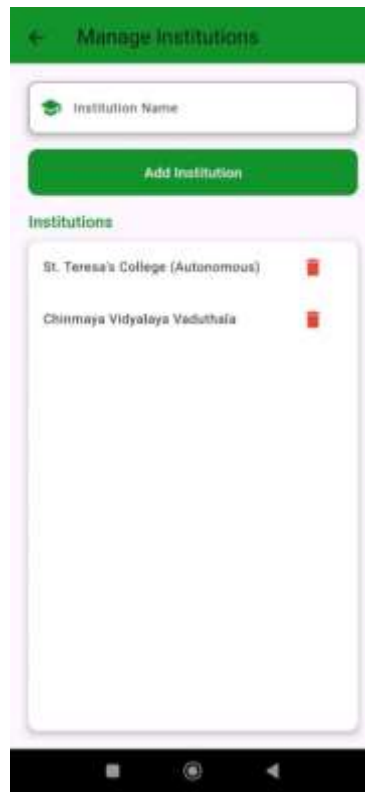 Manage Institutions
Institution Name
Add Institution
Institutions
St. Teresa's College (Autonomous)
Chinmaya Vidyalaya Vaduthala